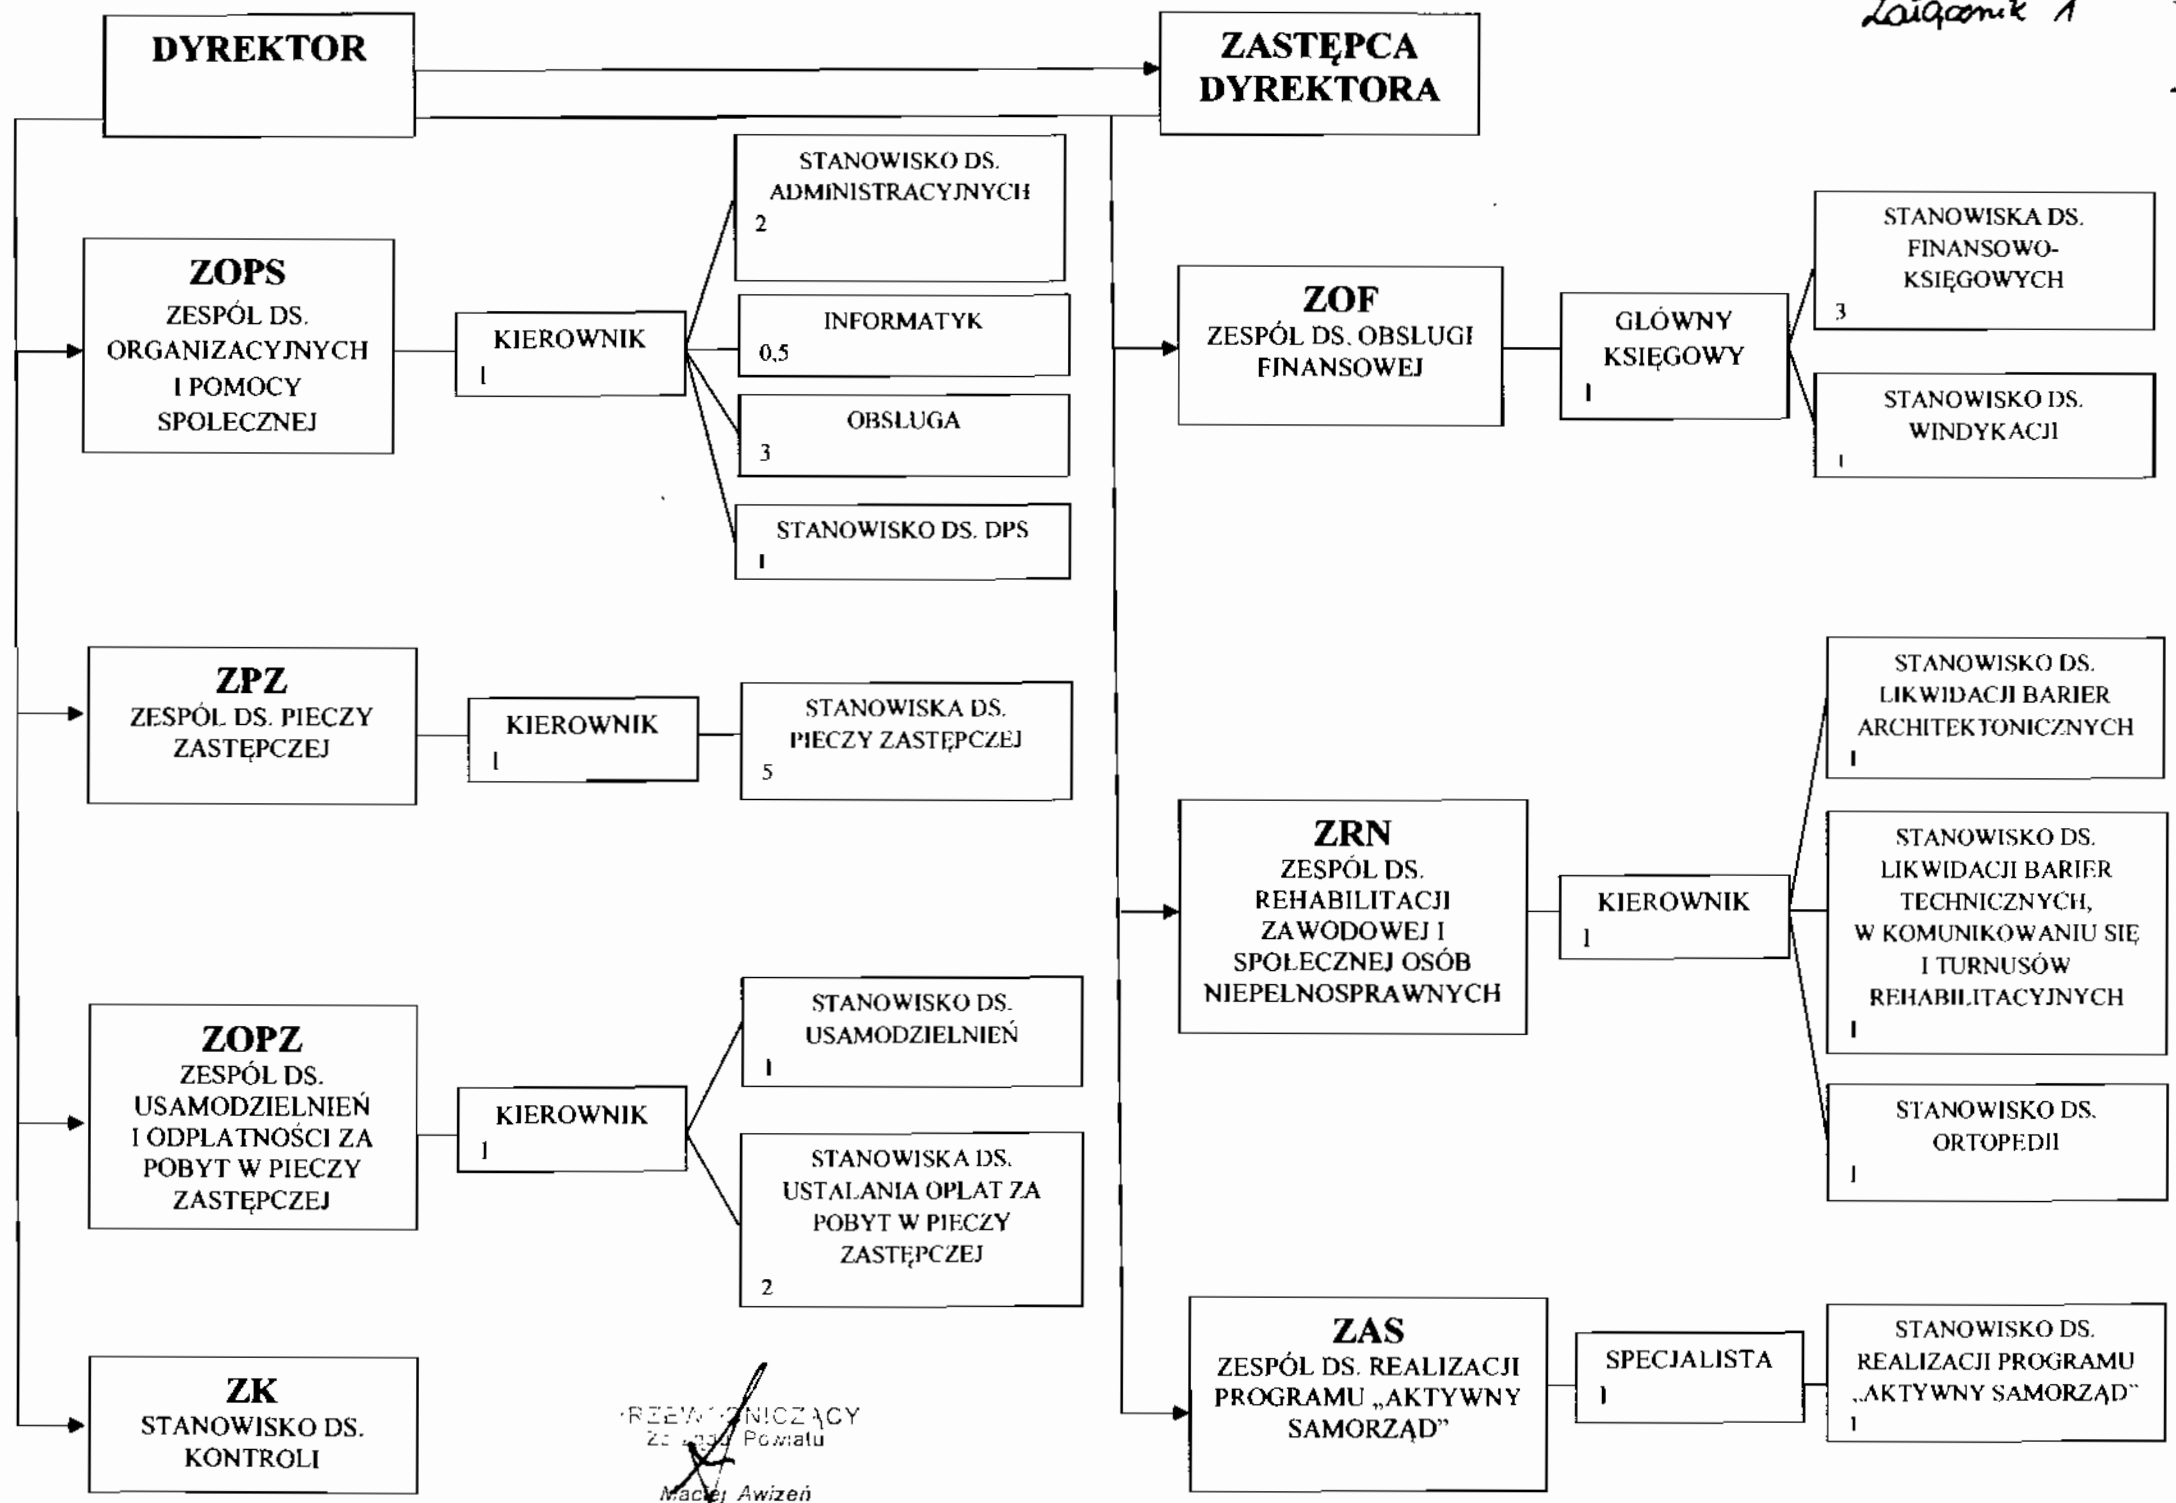 Załącznik 1
DYREKTOR
ZASTĘPCA
DYREKTORA
ZOPS
ZESPÓŁ DS.
ORGANIZACYJNYCH
I POMOCY
SPOŁECZNEJ
KIEROWNIK
1
STANOWISKO DS.
ADMINISTRACYJNYCH
2
INFORMATYK
0,5
OBSŁUGA
3
STANOWISKO DS. DPS
1
ZPZ
ZESPÓŁ DS. PIECZY
ZASTĘPCZEJ
KIEROWNIK
1
STANOWISKA DS.
PIECZY ZASTĘPCZEJ
5
ZOPZ
ZESPÓŁ DS.
USAMODZIELNIEŃ
I ODPŁATNOŚCI ZA
POBYT W PIECZY
ZASTĘPCZEJ
KIEROWNIK
1
STANOWISKO DS.
USAMODZIELNIEŃ
1
STANOWISKA DS.
USTALANIA OPŁAT ZA
POBYT W PIECZY
ZASTĘPCZEJ
2
ZK
STANOWISKO DS.
KONTROLI
ZOF
ZESPÓŁ DS. OBSŁUGI
FINANSOWEJ
GŁÓWNY
KSIĘGOWY
1
STANOWISKA DS.
FINANSOWO-
KSIĘGOWYCH
3
STANOWISKO DS.
WINDYKACJI
1
ZRN
ZESPÓŁ DS.
REHABILITACJI
ZAWODOWEJ I
SPOŁECZNEJ OSÓB
NIEPEŁNOSPRAWNYCH
KIEROWNIK
1
STANOWISKO DS.
LIKWIDACJI BARIER
ARCHITEKTONICZNYCH
1
STANOWISKO DS.
LIKWIDACJI BARIER
TECHNICZNYCH,
W KOMUNIKOWANIU SIĘ
I TURNUSÓW
REHABILITACYJNYCH
1
STANOWISKO DS.
ORTOPEDII
1
ZAS
ZESPÓŁ DS. REALIZACJI
PROGRAMU „AKTYWNY
SAMORZĄD”
SPECJALISTA
1
STANOWISKO DS.
REALIZACJI PROGRAMU
„AKTYWNY SAMORZĄD”
1
Powiatu
Maciej Awiżeń